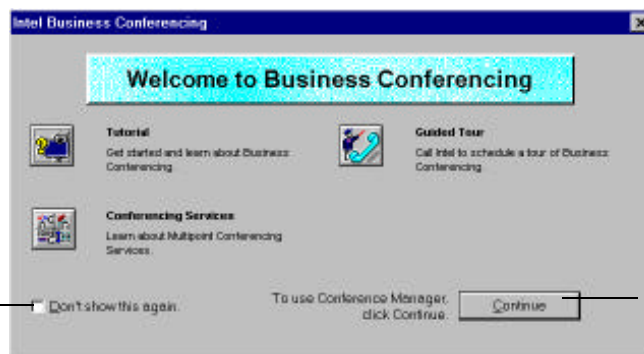 Intel Business Conferencing
Welcome to Business Conferencing
Tutorial
Get started and learn about Business
Conferencing
Guided Tour
Call Intel to schedule a tour of Business
Conferencing
Conferencing Services
Learn about Multipoint Conferencing
Services.
Don't show this again.
To use Conference Manager,
click Continue.
Continue